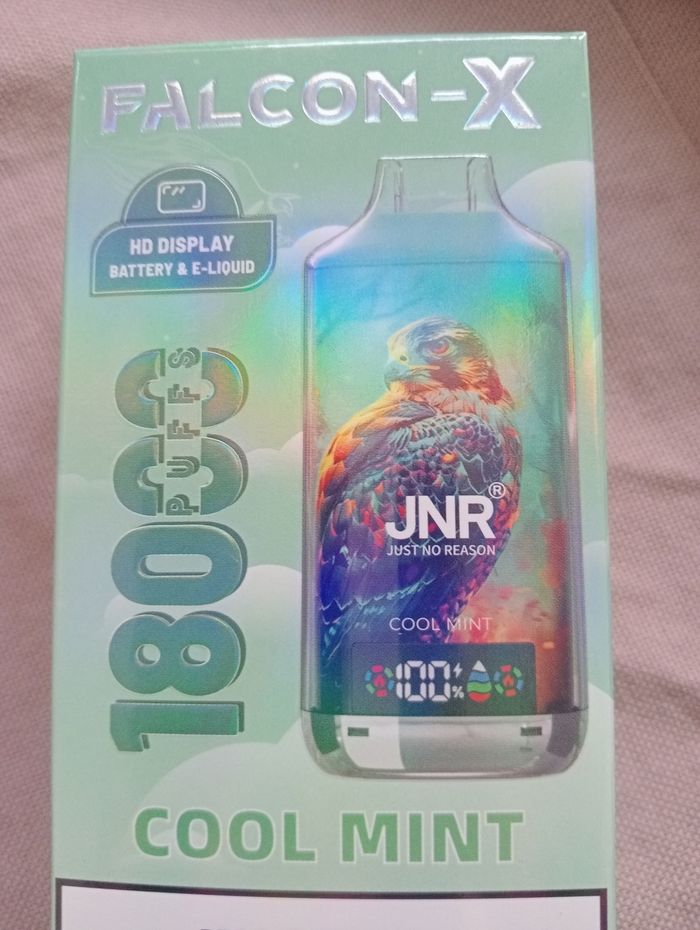 FALCON-X
HD DISPLAY
BATTERY & E-LIQUID
18000
PUFFS
JNR®
JUST NO REASON
COOL MINT
100%
COOL MINT